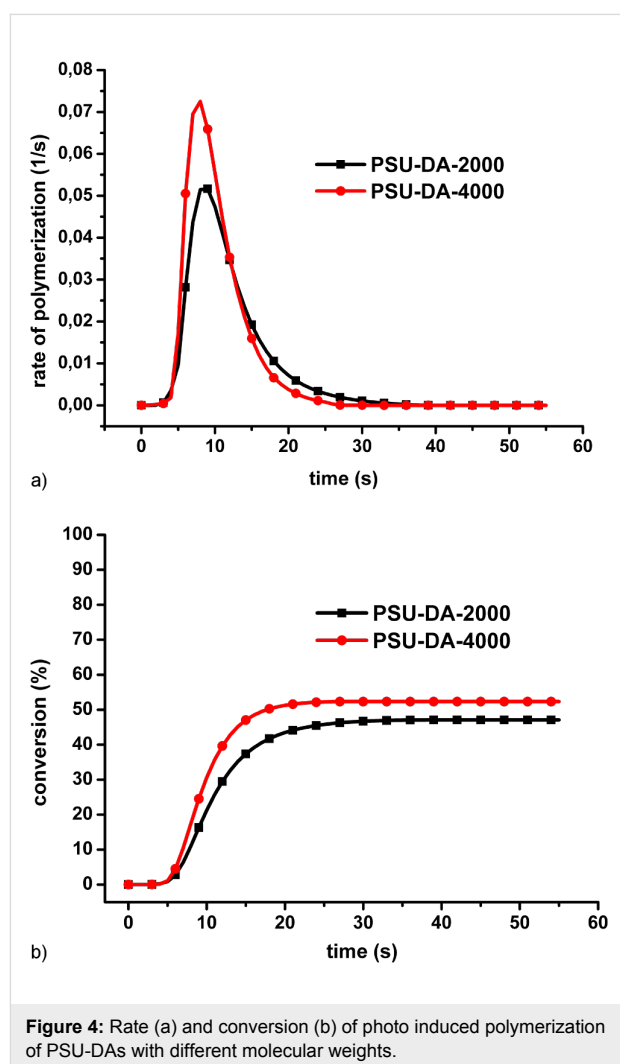 0,08
0,07
0,06
0,05
0,04
0,03
0,02
0,01
0,00
rate of polymerization (1/s)
PSU-DA-2000
PSU-DA-4000
0 10 20 30 40 50 60
time (s)
a)
100
90
80
70
60
50
40
30
20
10
0
conversion (%)
PSU-DA-2000
PSU-DA-4000
0 10 20 30 40 50 60
time (s)
b)
Figure 4: Rate (a) and conversion (b) of photo induced polymerization
of PSU-DAs with different molecular weights.